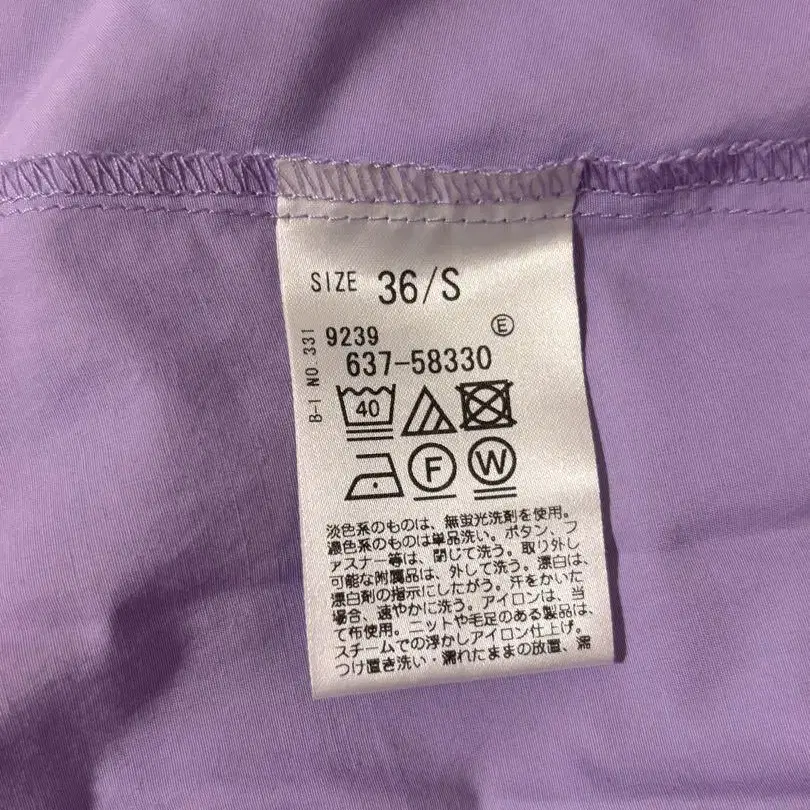 SIZE 36/S
Ⓔ
B-1 NO.331
9239
637-58330
40
F W
淡色系のものは、無蛍光洗剤を使用。
濃色系のものは単品洗い。ボタン、フ
ァスナー等は、閉じて洗う。取り外し
可能な附属品は、外して洗う。漂白は、
漂白剤の指示にしたがう。汗をかいた
場合、速やかに洗う。アイロンは、当
て布使用。ニットや毛足のある製品は、
スチームでの浮かしアイロン仕上げ。
つけ置き洗い・濡れたままの放置、濡